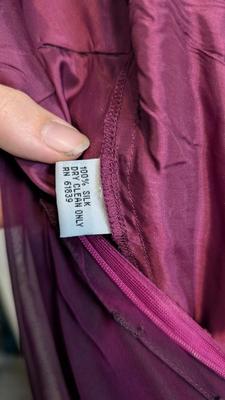 100% SILK
DRY CLEAN ONLY
RN 61839